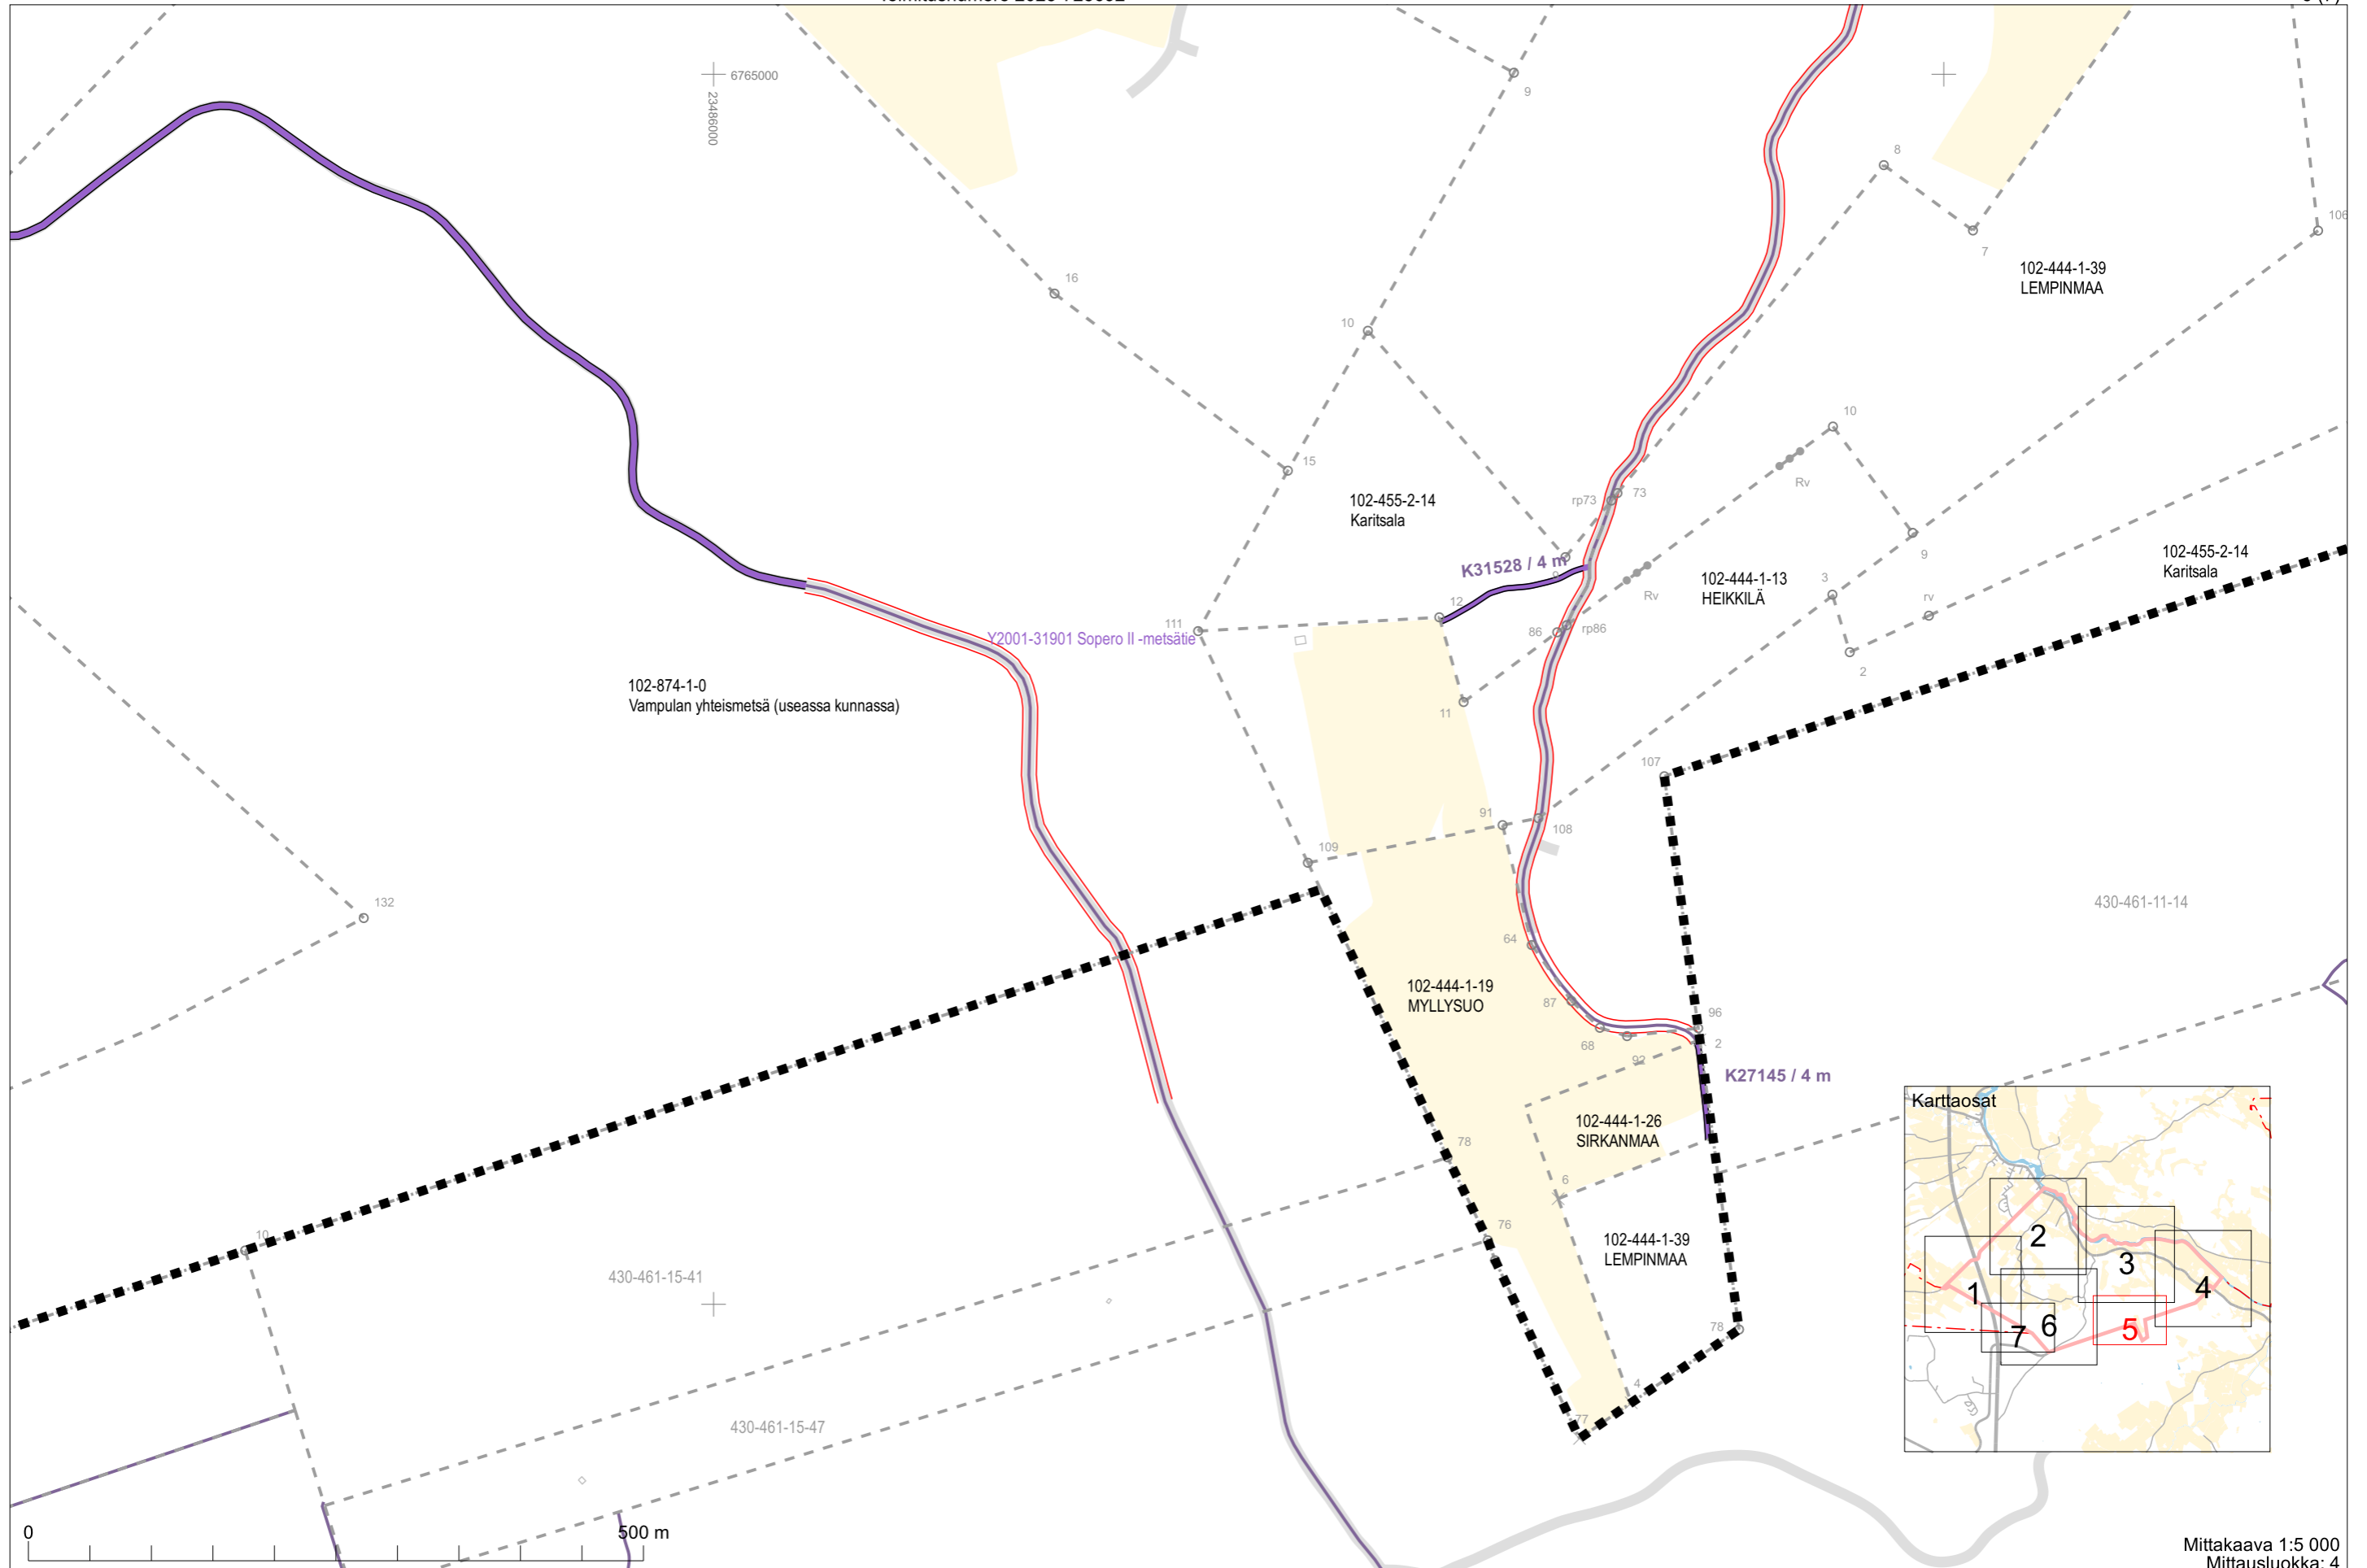 6765000
23486000
9
8
106
7
102-444-1-39
LEMPINMAA
16
10
10
15
102-455-2-14
Karitsala
rp73
73
Rv
9
102-455-2-14
Karitsala
K31528 / 4 m
Rv
102-444-1-13
HEIKKILÄ
3
rv
12
111
Y2001-31901 Sopero II -metsätie
86
rp86
2
102-874-1-0
Vampulan yhteismetsä (useassa kunnassa)
11
107
91
108
109
132
430-461-11-14
64
102-444-1-19
MYLLYSUO
87
96
68
92
2
K27145 / 4 m
Karttaosat
102-444-1-26
SIRKANMAA
78
6
76
10
102-444-1-39
LEMPINMAA
2
3
4
1
6
5
7
430-461-15-41
78
4
77
430-461-15-47
0
500 m
Mittakaava 1:5 000
Mittausluokka: 4